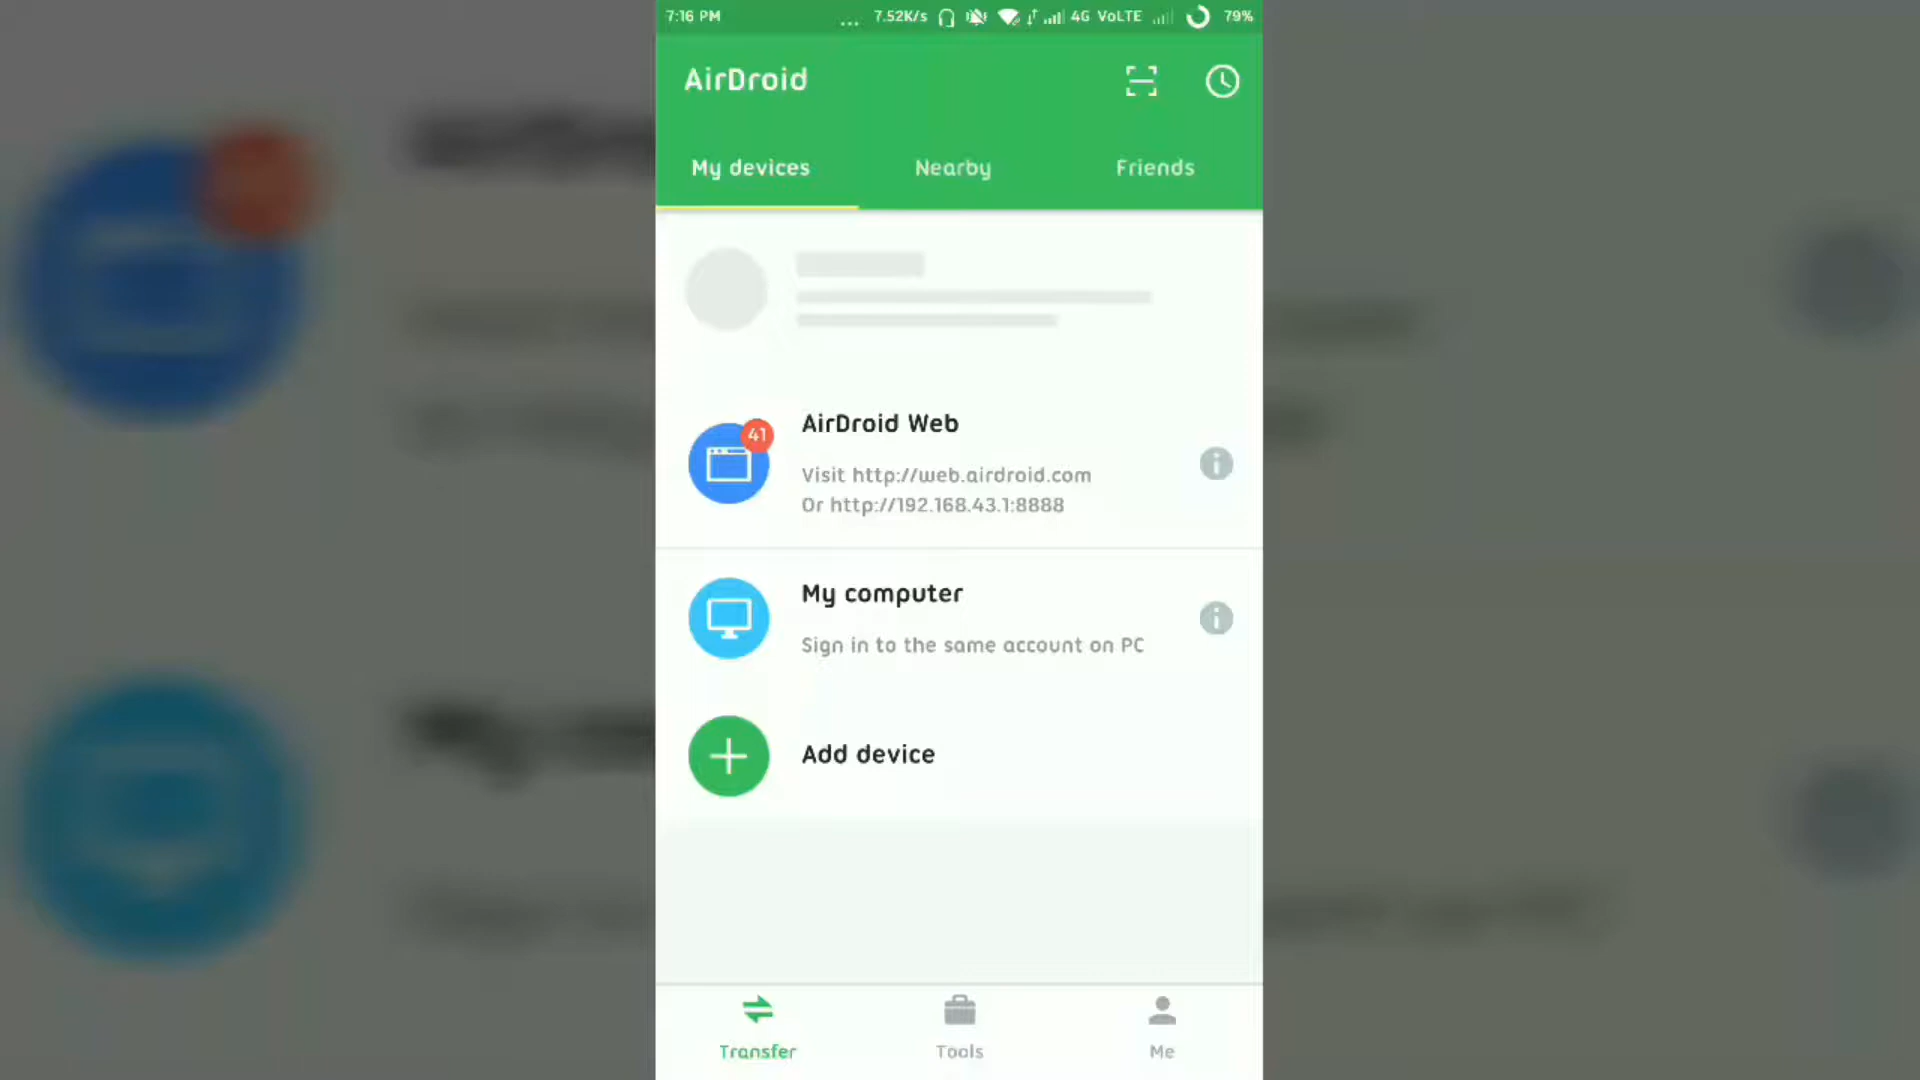 7:16 PM ... 7.52K/s 4G VoLTE 79%
AirDroid
My devices Nearby Friends
AirDroid Web
41
Visit http://web.airdroid.com
Or http://192.168.43.1:8888
My computer
Sign in to the same account on PC
Add device
Transfer Tools Me